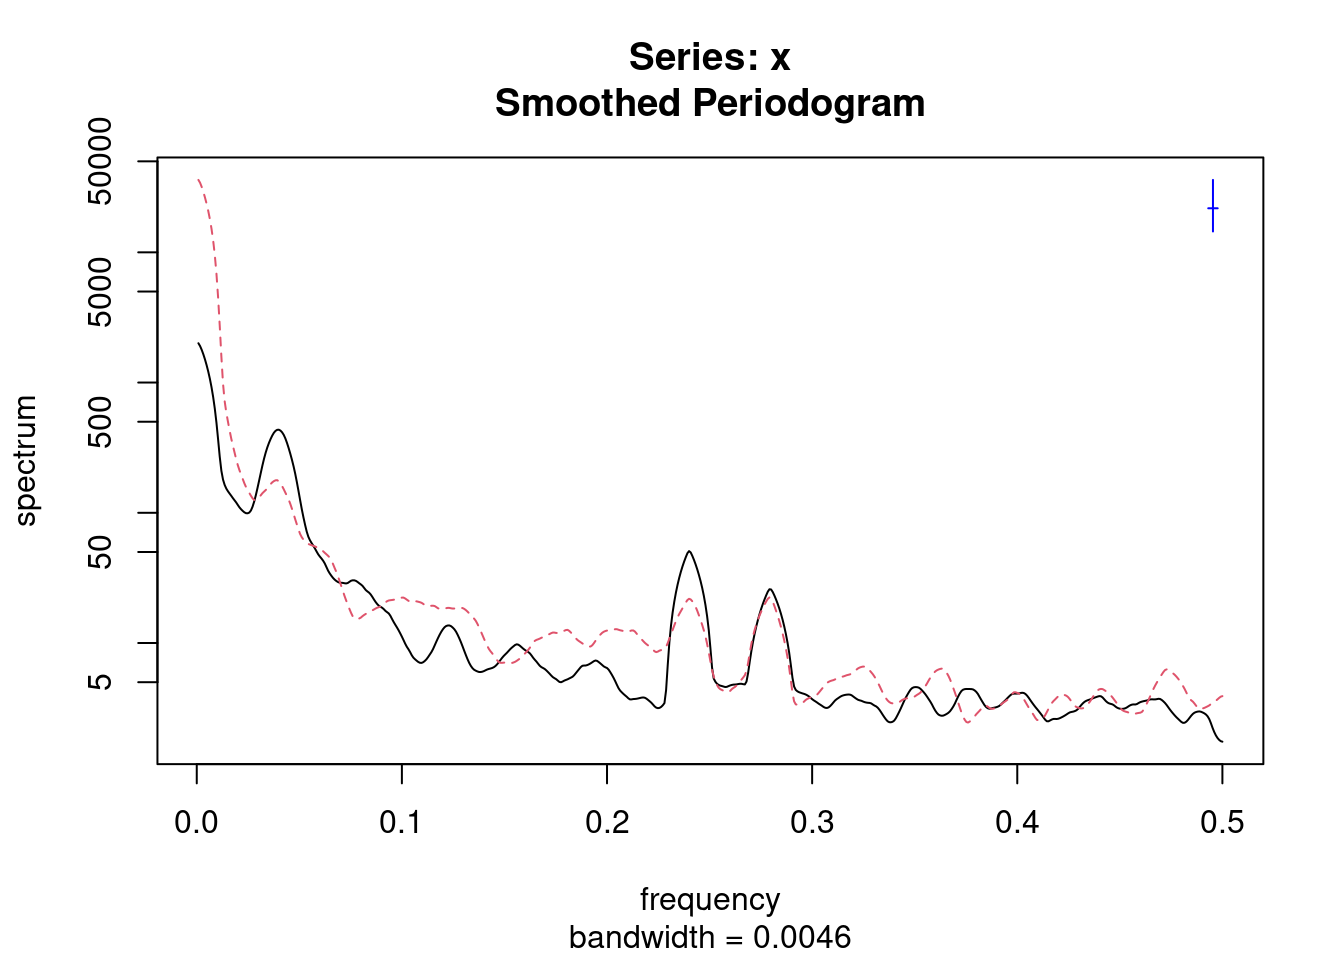 Series: x
Smoothed Periodogram
spectrum
50000
5000
500
50
5
0.0 0.1 0.2 0.3 0.4 0.5
frequency
bandwidth = 0.0046